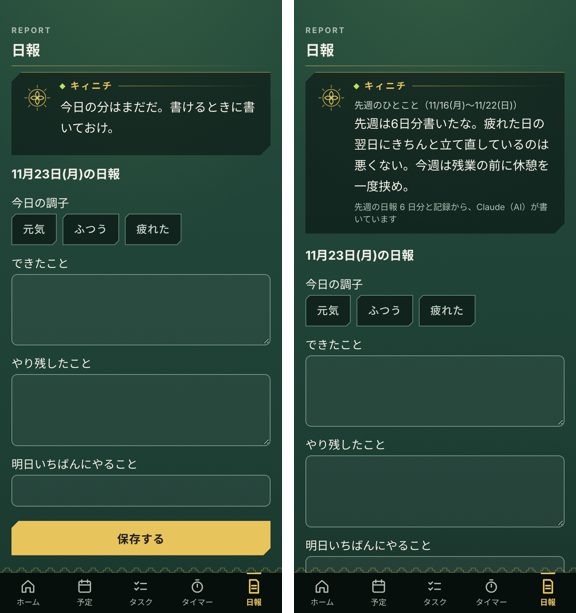 REPORT
日報
◆ キィニチ
今日の分はまだだ。書けるときに書
いておけ。
11月23日(月)の日報
今日の調子
元気
ふつう
疲れた
できたこと
やり残したこと
明日いちばんにやること
保存する
ホーム
予定
タスク
タイマー
日報
REPORT
日報
◆ キィニチ
先週のひとこと（11/16(月)〜11/22(日)）
先週は6日分書いたな。疲れた日の
翌日にきちんと立て直しているのは
悪くない。今週は残業の前に休憩を
一度挟め。
先週の日報 6 日分と記録から、Claude（AI）が書
いています
11月23日(月)の日報
今日の調子
元気
ふつう
疲れた
できたこと
やり残したこと
明日いちばんにやること
ホーム
予定
タスク
タイマー
日報